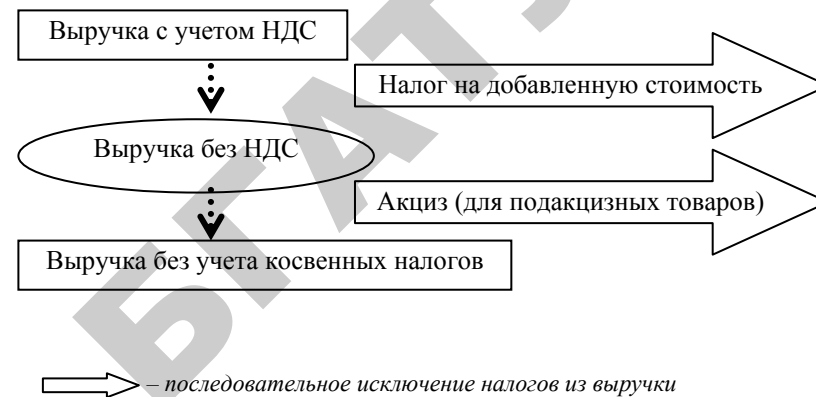 Выручка с учетом НДС
Налог на добавленную стоимость
Выручка без НДС
Акциз (для подакцизных товаров)
Выручка без учета косвенных налогов
– последовательное исключение налогов из выручки
БГАТУ